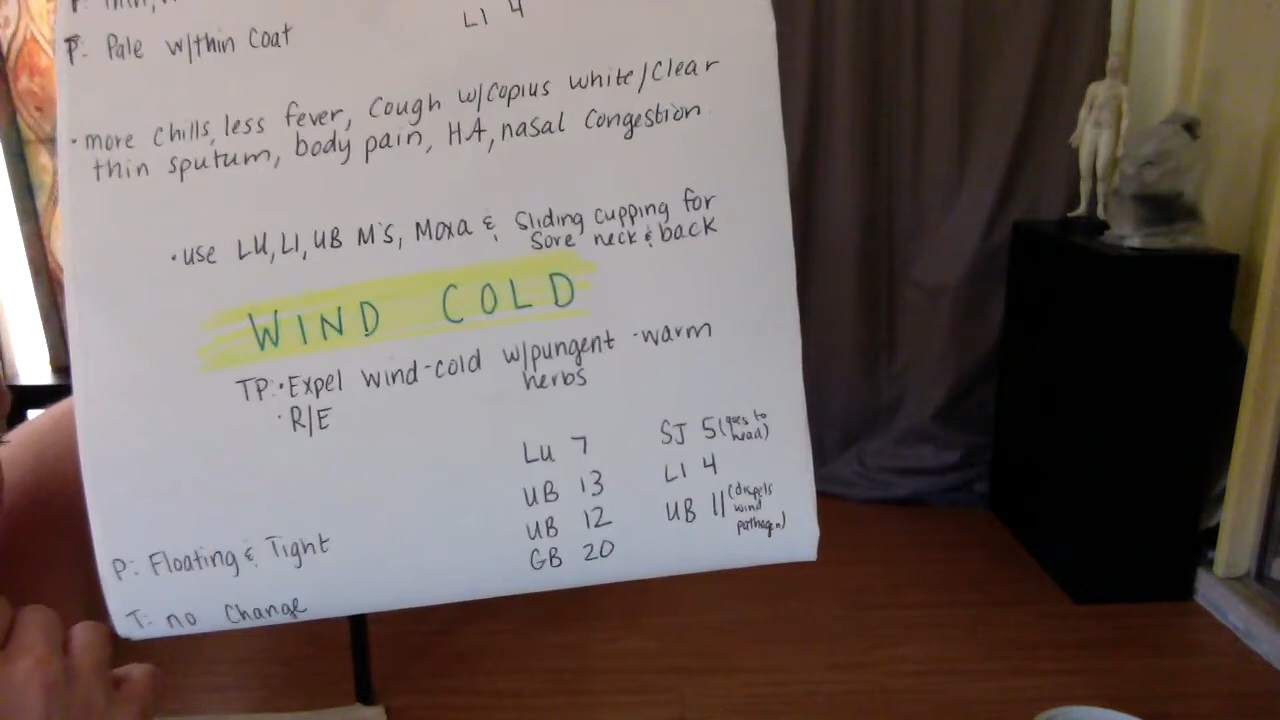 LI 4
T: Pale w/thin Coat
• more chills, less fever, Cough w/Copius white/Clear
thin sputum, body pain, HA, nasal Congestion.
• use LU, LI, UB M's, Moxa & Sliding cupping for
Sore neck & back
WIND COLD
TP: • Expel wind-cold w/pungent -warm
herbs
• R/E
Lu 7
UB 13
UB 12
GB 20
SJ 5 (goes to
head)
LI 4
UB 11 (dispels
wind
pathogen)
P: Floating & Tight
T: no Change